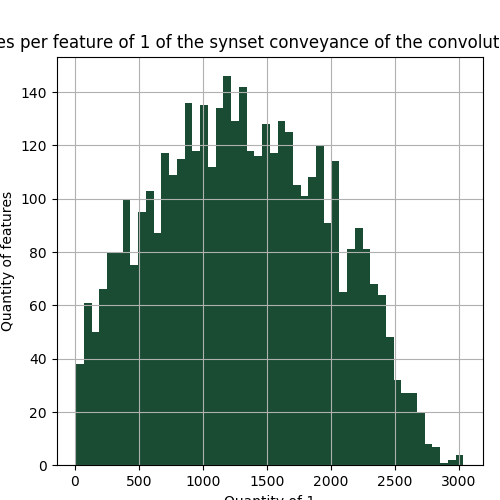 es per feature of 1 of the synset conveyance of the convolut
Quantity of features
140
120
100
80
60
40
20
0
0 500 1000 1500 2000 2500 3000
Quantity of 1